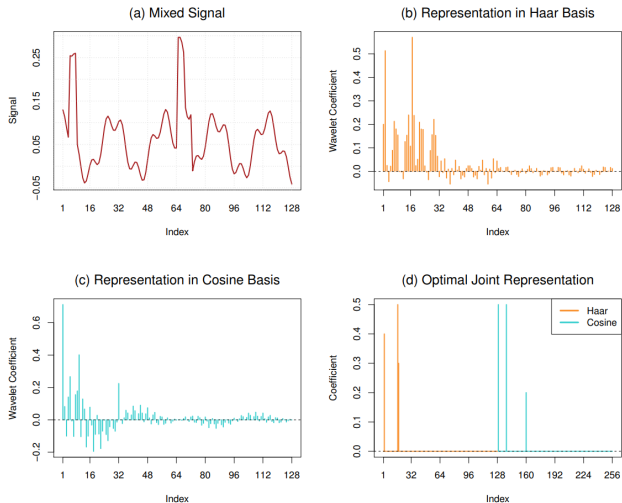 (a) Mixed Signal
Signal
−0.05 0.05 0.15 0.25
1 16 32 48 64 80 96 112 128
Index
(b) Representation in Haar Basis
Wavelet Coefficient
0.0 0.1 0.2 0.3 0.4 0.5
1 16 32 48 64 80 96 112 128
Index
(c) Representation in Cosine Basis
Wavelet Coefficient
−0.2 0.0 0.2 0.4 0.6
1 16 32 48 64 80 96 112 128
Index
(d) Optimal Joint Representation
Coefficient
0.0 0.1 0.2 0.3 0.4 0.5
Haar
Cosine
1 32 64 96 128 160 192 224 256
Index